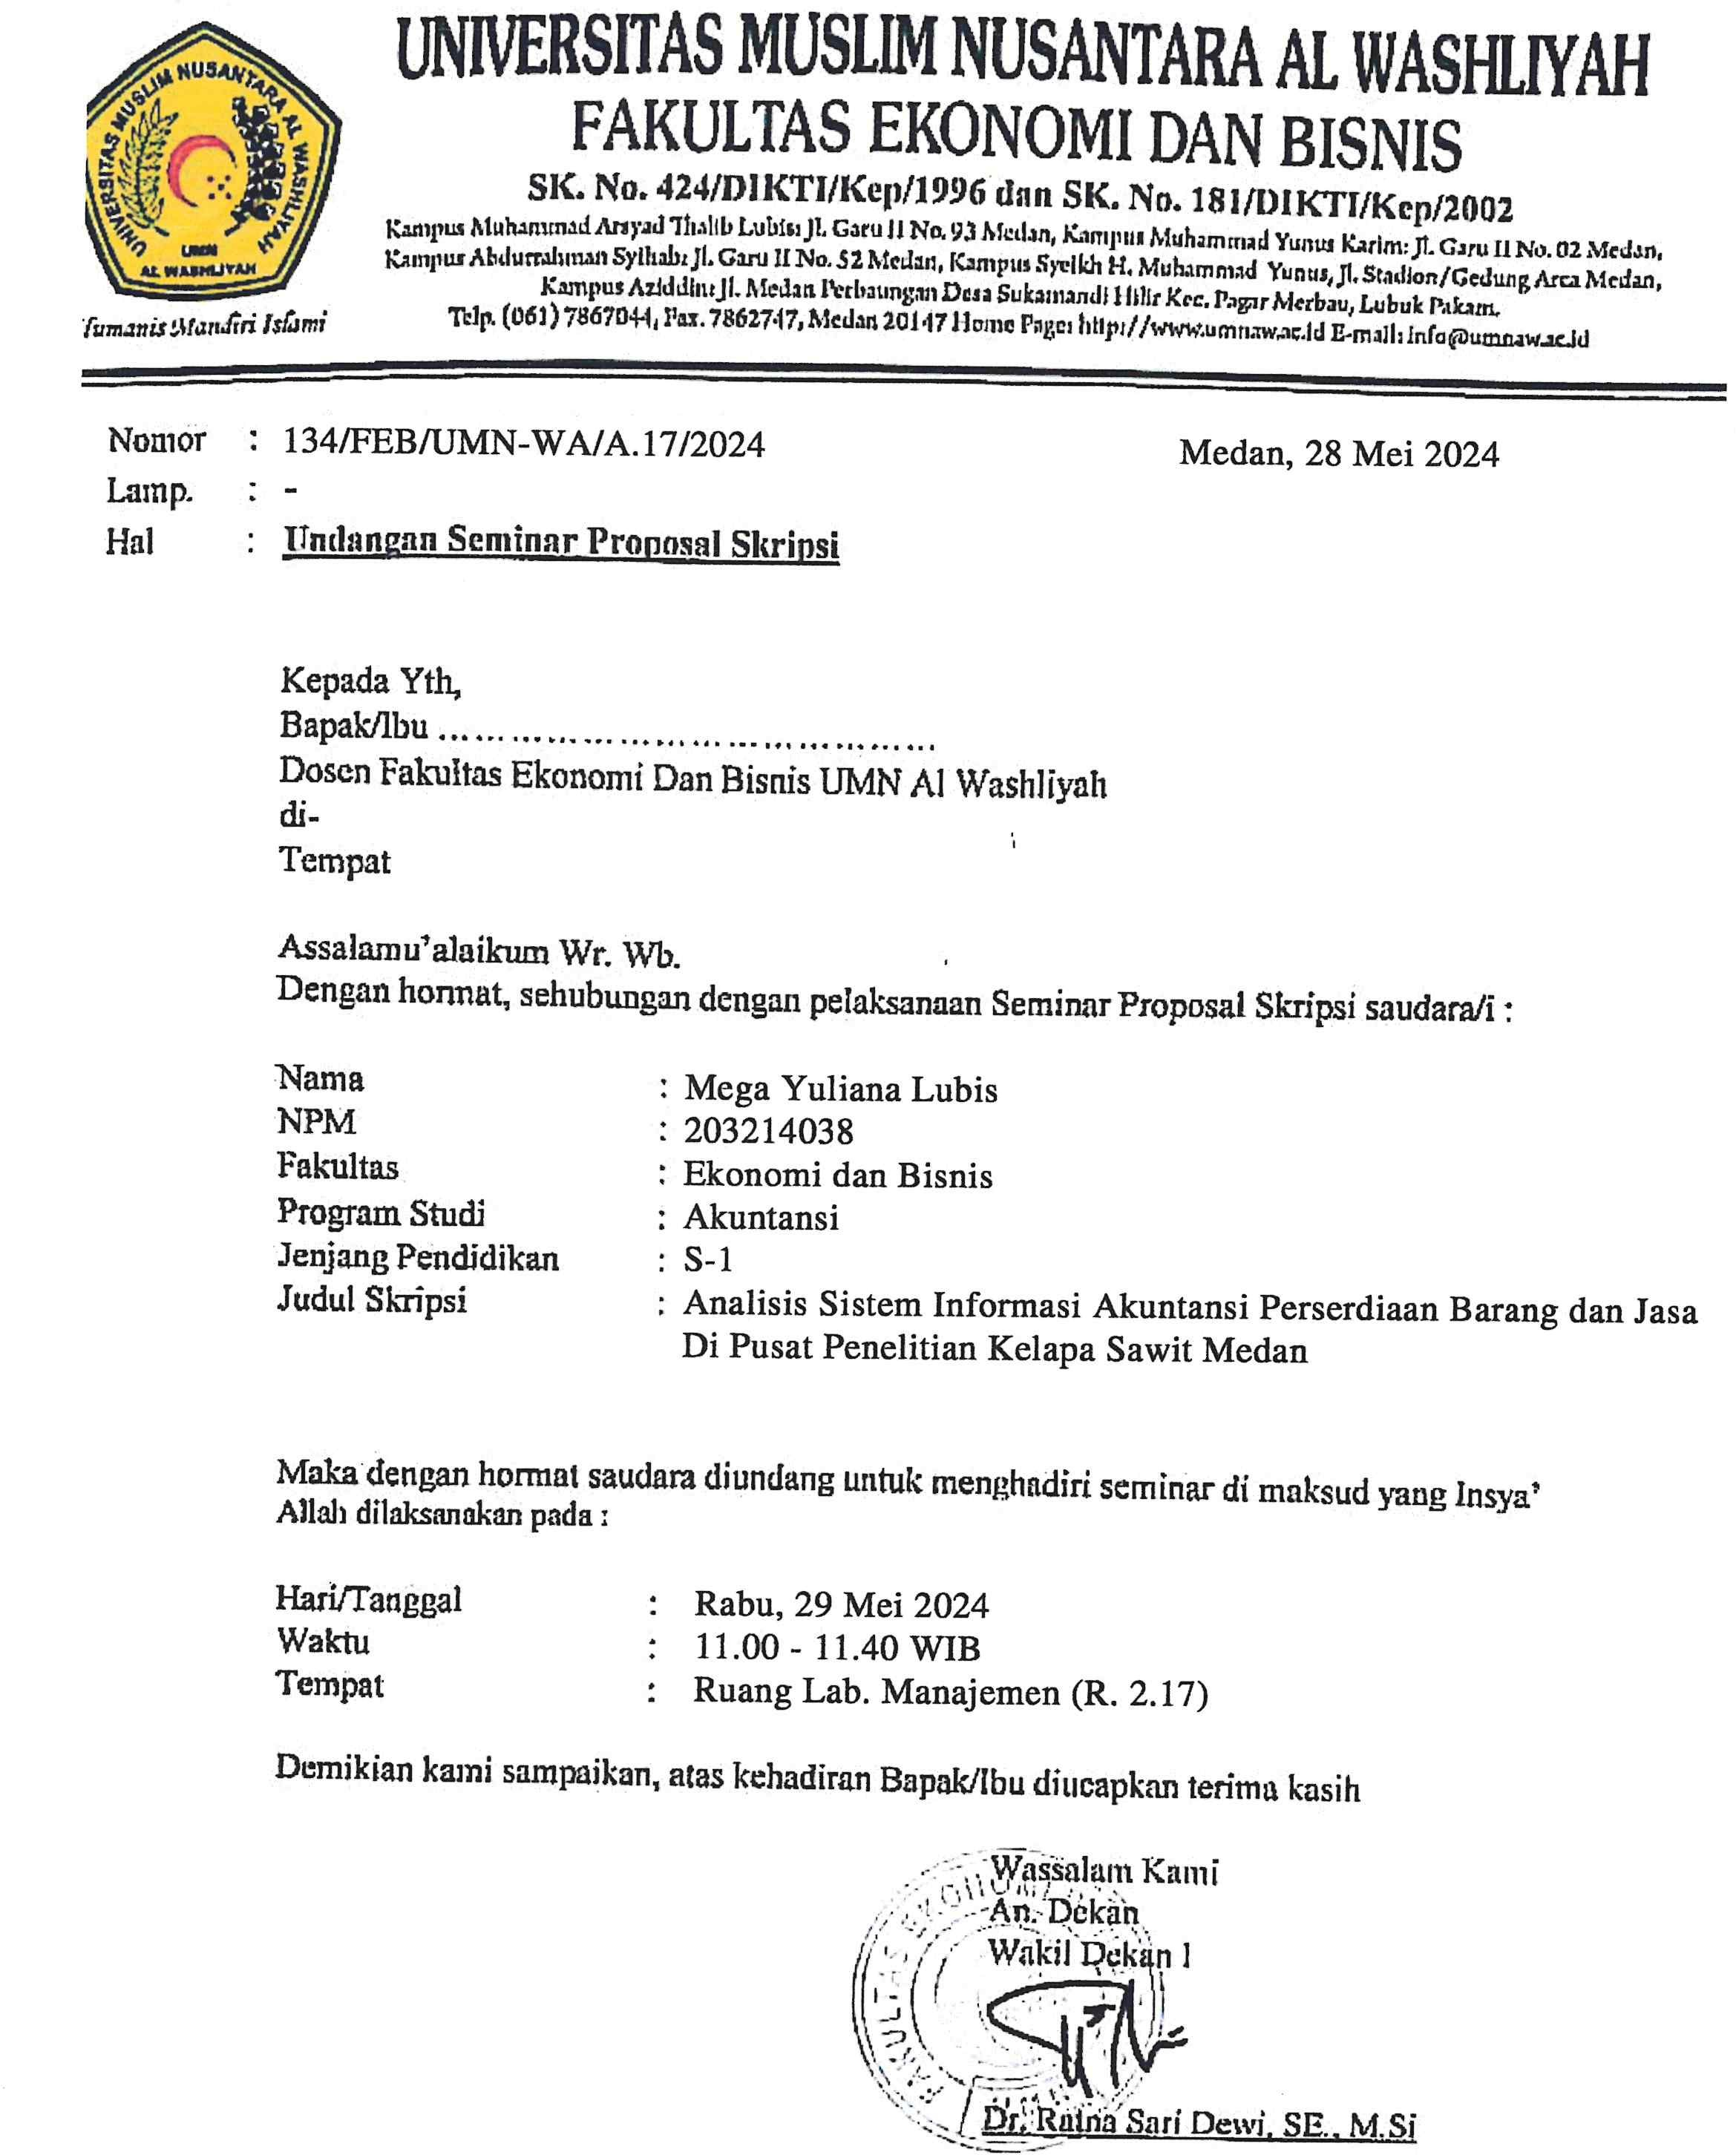 UNIVERSITAS MUSLIM NUSANTARA AL WASHLIYAH
FAKULTAS EKONOMI DAN BISNIS
SK. No. 424/DIKTI/Kep/1996 dan SK. No. 181/DIKTI/Kep/2002
Kampus Muhammad Arsyad Thalib Lubis: Jl. Garu II No. 93 Medan, Kampus Muhammad Yunus Karim: Jl. Garu II No. 02 Medan,
Kampus Abdurrahman Syihab: Jl. Garu II No. 52 Medan, Kampus Syeikh H. Muhammad Yunus, Jl. Stadion/Gedung Arca Medan,
Kampus Aziddin: Jl. Medan Perbaungan Desa Sukamandi Hilir Kec. Pagar Merbau, Lubuk Pakam.
Telp. (061) 7867044, Fax. 7862747, Medan 20147 Home Page: http://www.umnaw.ac.id E-mail: info@umnaw.ac.id
UNIVERSITAS MUSLIM NUSANTARA AL WASHLIYAH
UMN
AL WASHLIYAH
Mandiri Islami
Nomor : 134/FEB/UMN-WA/A.17/2024 Medan, 28 Mei 2024
Lamp. : -
Hal : Undangan Seminar Proposal Skripsi
Kepada Yth,
Bapak/Ibu ..........................................
Dosen Fakultas Ekonomi Dan Bisnis UMN Al Washliyah
di-
Tempat
Assalamu'alaikum Wr. Wb.
Dengan hormat, sehubungan dengan pelaksanaan Seminar Proposal Skripsi saudara/i :
Nama : Mega Yuliana Lubis
NPM : 203214038
Fakultas : Ekonomi dan Bisnis
Program Studi : Akuntansi
Jenjang Pendidikan : S-1
Judul Skripsi : Analisis Sistem Informasi Akuntansi Perserdiaan Barang dan Jasa
Di Pusat Penelitian Kelapa Sawit Medan
Maka dengan hormat saudara diundang untuk menghadiri seminar di maksud yang Insya'
Allah dilaksanakan pada :
Hari/Tanggal : Rabu, 29 Mei 2024
Waktu : 11.00 - 11.40 WIB
Tempat : Ruang Lab. Manajemen (R. 2.17)
Demikian kami sampaikan, atas kehadiran Bapak/Ibu diucapkan terima kasih
Wassalam Kami
An. Dekan
Wakil Dekan I
FAKULTAS
Dr. Ratna Sari Dewi, SE., M.Si